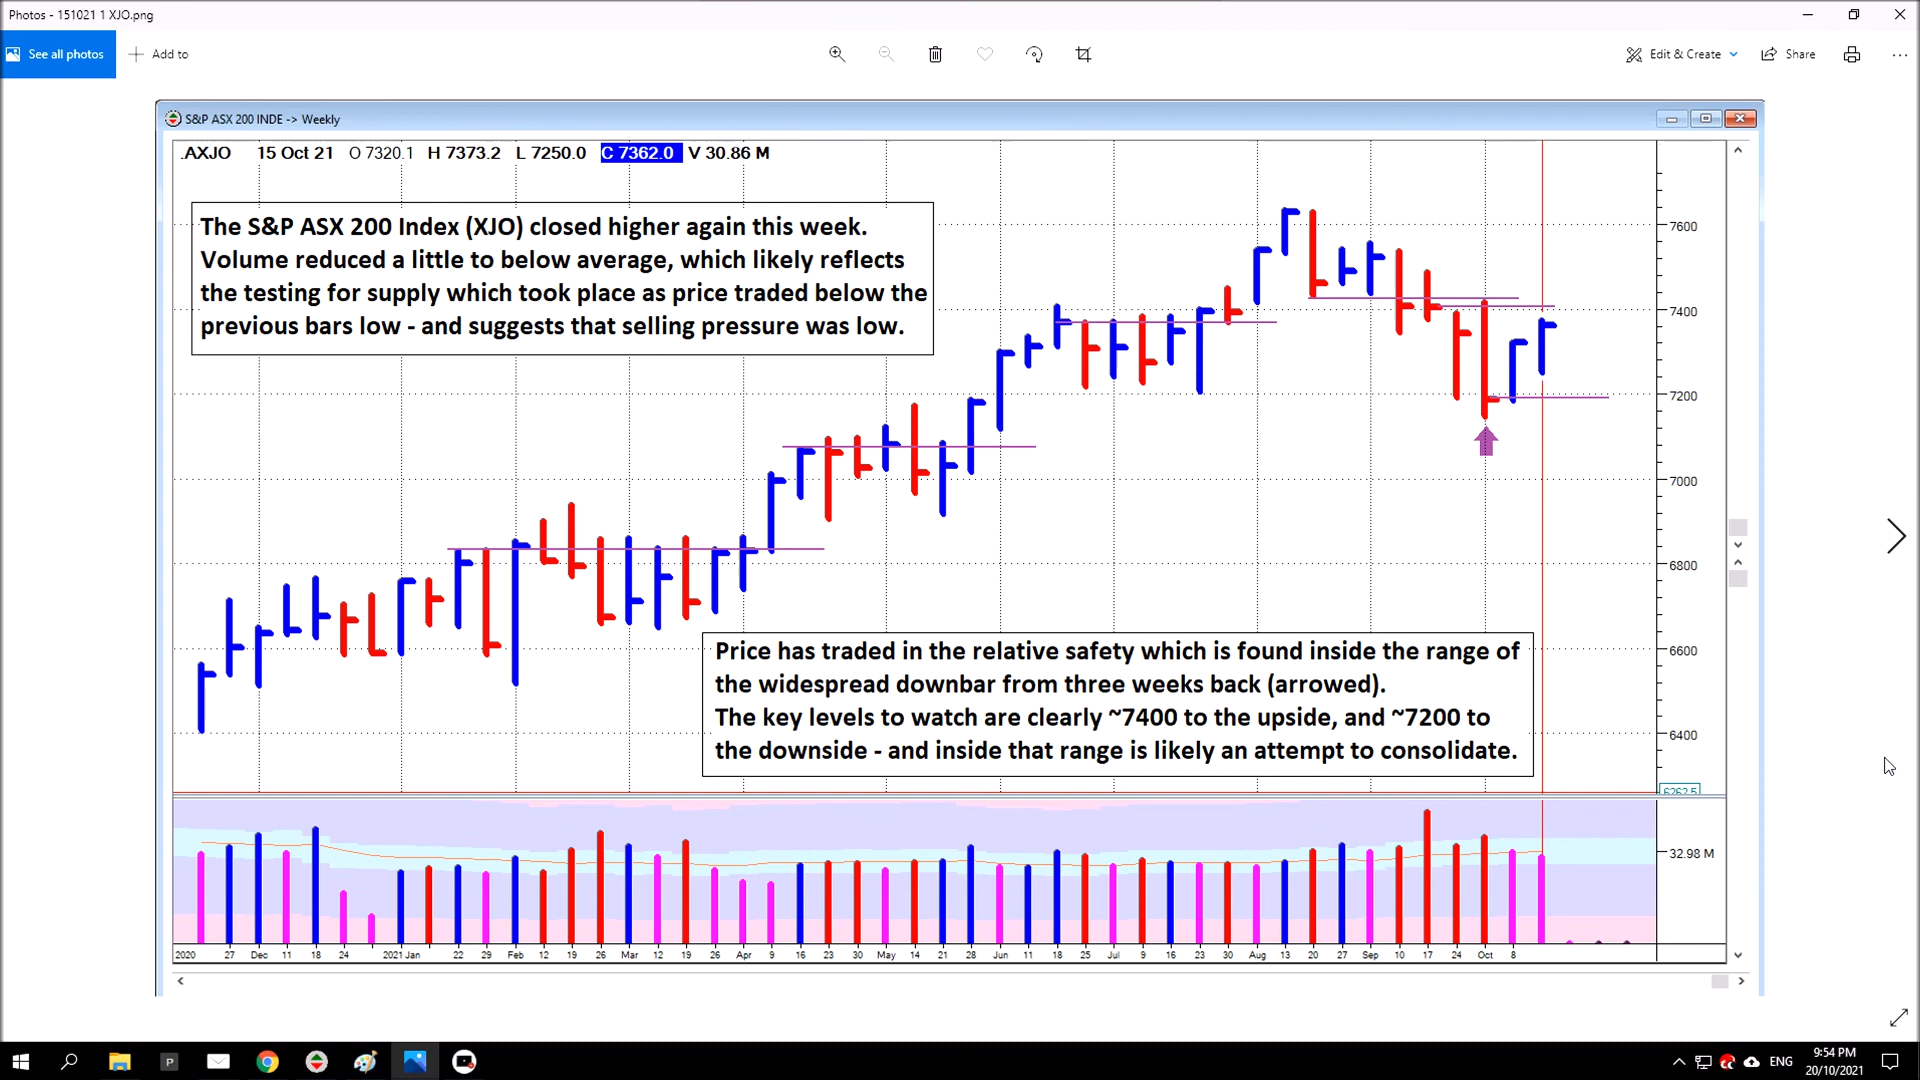 Photos - 151021 1 XJO.png
See all photos
Add to
Edit & Create
Share
S&P ASX 200 INDE -> Weekly
.AXJO 15 Oct 21 O 7320.1 H 7373.2 L 7250.0 C 7362.0 V 30.86 M
The S&P ASX 200 Index (XJO) closed higher again this week.
Volume reduced a little to below average, which likely reflects
the testing for supply which took place as price traded below the
previous bars low - and suggests that selling pressure was low.
7600
7400
7200
7000
6800
6600
6400
6262.5
Price has traded in the relative safety which is found inside the range of
the widespread downbar from three weeks back (arrowed).
The key levels to watch are clearly ~7400 to the upside, and ~7200 to
the downside - and inside that range is likely an attempt to consolidate.
32.98 M
2020 27 Dec 11 18 24 2021 Jan 22 29 Feb 12 19 26 Mar 12 19 26 Apr 9 16 23 30 May 14 21 28 Jun 11 18 25 Jul 9 16 23 30 Aug 13 20 27 Sep 10 17 24 Oct 8
P
ENG
9:54 PM
20/10/2021